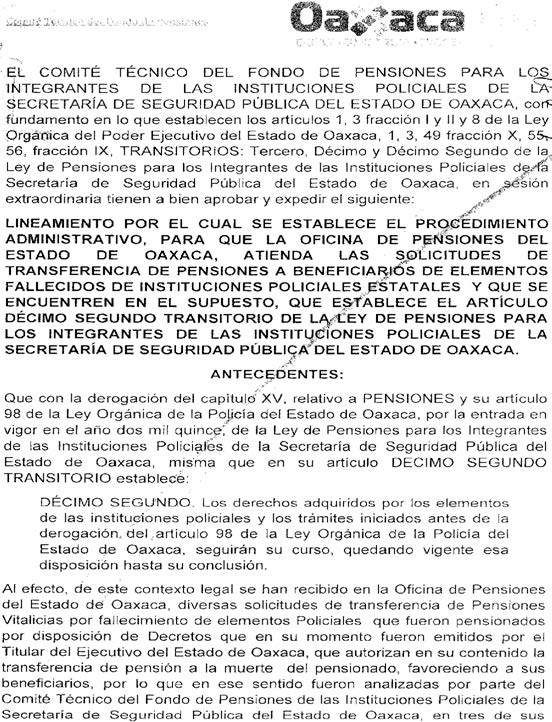 Comité Técnico del Fondo de Pensiones
Oaxaca
EL COMITÉ TÉCNICO DEL FONDO DE PENSIONES PARA LOS
INTEGRANTES DE LAS INSTITUCIONES POLICIALES DE LA
SECRETARÍA DE SEGURIDAD PÚBLICA DEL ESTADO DE OAXACA, con
fundamento en lo que establecen los articulos 1, 3 fracción I y II y 8 de la Ley
Orgánica del Poder Ejecutivo del Estado de Oaxaca, 1, 3, 49 fracción X, 55
56, fracción IX, TRANSITORIOS: Tercero, Décimo y Décimo Segundo de la
Ley de Pensiones para los Integrantes de las Instituciones Policiales de la
Secretaría de Seguridad Pública del Estado de Oaxaca, en sesión
extraordinaria tienen a bien aprobar y expedir el siguiente:
LINEAMIENTO POR EL CUAL SE ESTABLECE EL PROCEDIMIENTO
ADMINISTRATIVO, PARA QUE LA OFICINA DE PENSIONES DEL
ESTADO DE OAXACA, ATIENDA LAS SOLICITUDES DE
TRANSFERENCIA DE PENSIONES A BENEFICIARIOS DE ELEMENTOS
FALLECIDOS DE INSTITUCIONES POLICIALES ESTATALES Y QUE SE
ENCUENTREN EN EL SUPUESTO, QUE ESTABLECE EL ARTÍCULO
DÉCIMO SEGUNDO TRANSITORIO DE LA LEY DE PENSIONES PARA
LOS INTEGRANTES DE LAS INSTITUCIONES POLICIALES DE LA
SECRETARÍA DE SEGURIDAD PÚBLICA DEL ESTADO DE OAXACA.
ANTECEDENTES:
Que con la derogación del capítulo XV, relativo a PENSIONES y su articulo
98 de la Ley Orgánica de la Policía del Estado de Oaxaca, por la entrada en
vigor en el año dos mil quince, de la Ley de Pensiones para los Integrantes
de las Instituciones Policiales de la Secretaría de Seguridad Pública del
Estado de Oaxaca, misma que en su articulo DECIMO SEGUNDO
TRANSITORIO establece:
DÉCIMO SEGUNDO. Los derechos adquiridos por los elementos
de las instituciones policiales y los trámites iniciados antes de la
derogación del articulo 98 de la Ley Orgánica de la Policía del
Estado de Oaxaca, seguirán su curso, quedando vigente esa
disposición hasta su conclusión.
Al efecto, de este contexto legal se han recibido en la Oficina de Pensiones
del Estado de Oaxaca, diversas solicitudes de transferencia de Pensiones
Vitalicias por fallecimiento de elementos Policiales que fueron pensionados
por disposición de Decretos que en su momento fueron emitidos por el
Titular del Ejecutivo del Estado de Oaxaca, que autorizan en su contenido la
transferencia de pensión a la muerte del pensionado, favoreciendo a sus
beneficiarios, por lo que en ese sentido fueron analizadas por parte del
Comité Técnico del Fondo de Pensiones de las Instituciones Policiales de la
Secretaría de Seguridad Pública del Estado de Oaxaca, en tres de sus